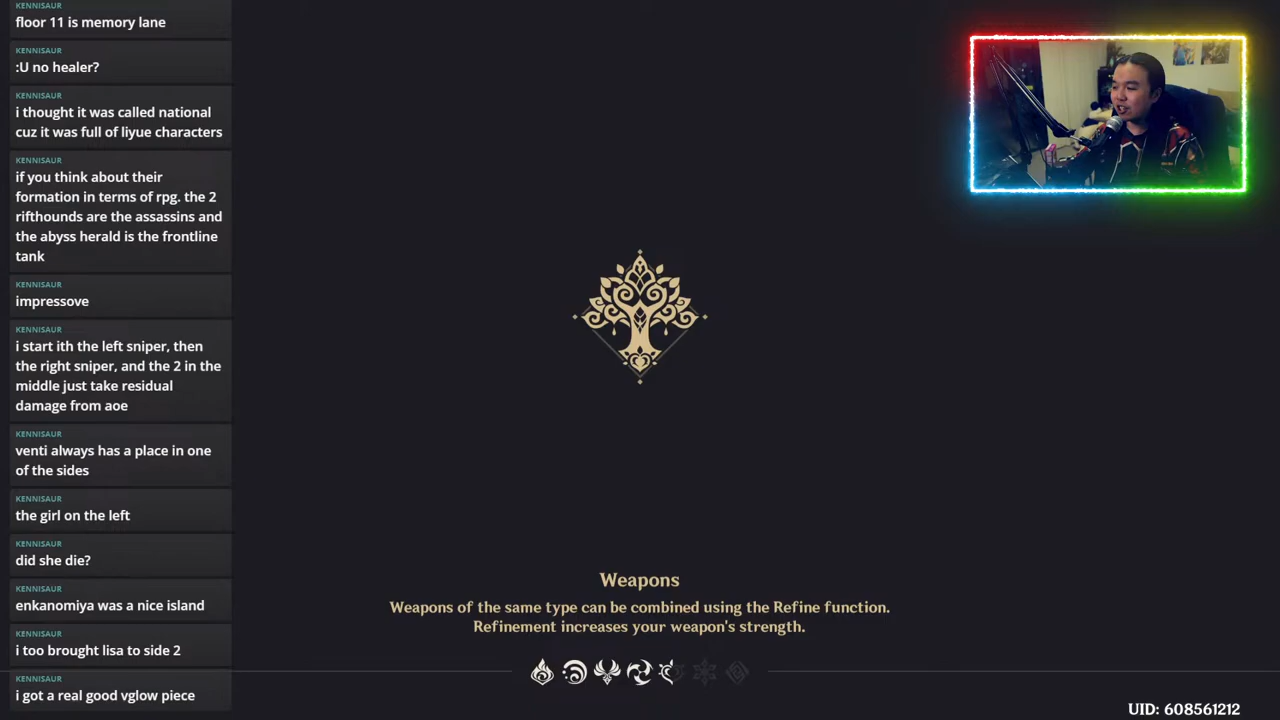 KENNISAUR
floor 11 is memory lane
KENNISAUR
:U no healer?
KENNISAUR
i thought it was called national
cuz it was full of liyue characters
KENNISAUR
if you think about their
formation in terms of rpg. the 2
rifthounds are the assassins and
the abyss herald is the frontline
tank
KENNISAUR
impressove
KENNISAUR
i start ith the left sniper, then
the right sniper, and the 2 in the
middle just take residual
damage from aoe
KENNISAUR
venti always has a place in one
of the sides
KENNISAUR
the girl on the left
KENNISAUR
did she die?
KENNISAUR
enkanomiya was a nice island
KENNISAUR
i too brought lisa to side 2
KENNISAUR
i got a real good vglow piece
Weapons
Weapons of the same type can be combined using the Refine function.
Refinement increases your weapon's strength.
UID: 608561212